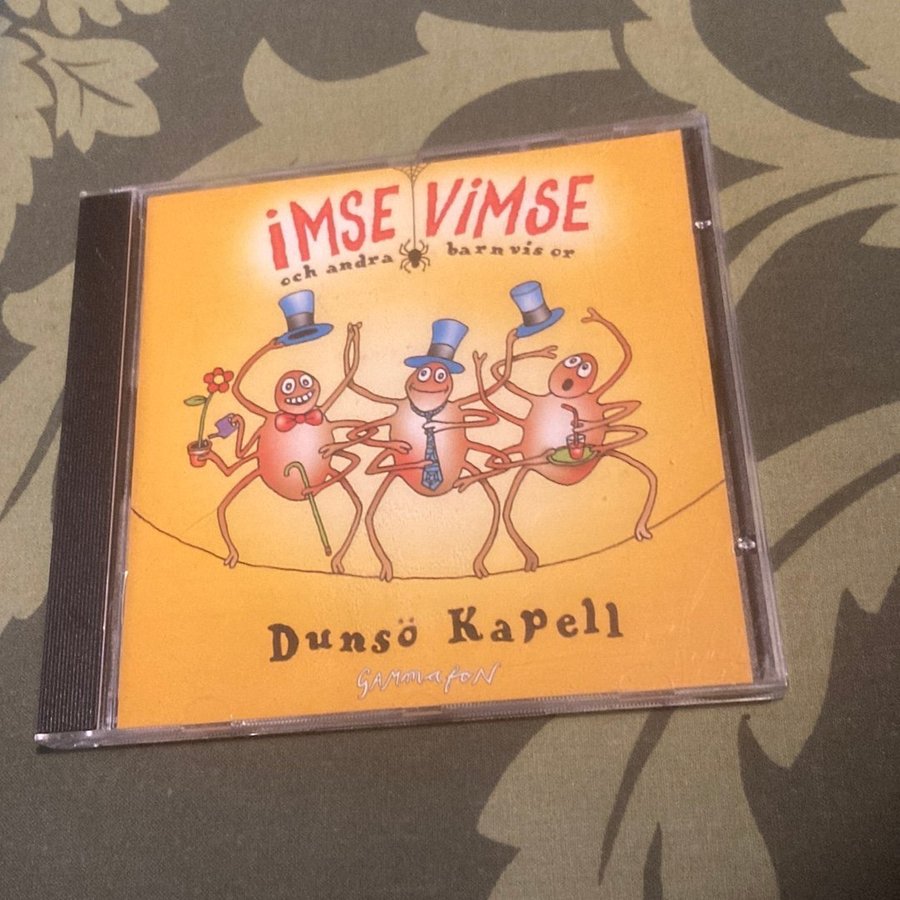 iMSE ViMSE
och andra barnvisor
Dunsö Kapell
GAMMAFON